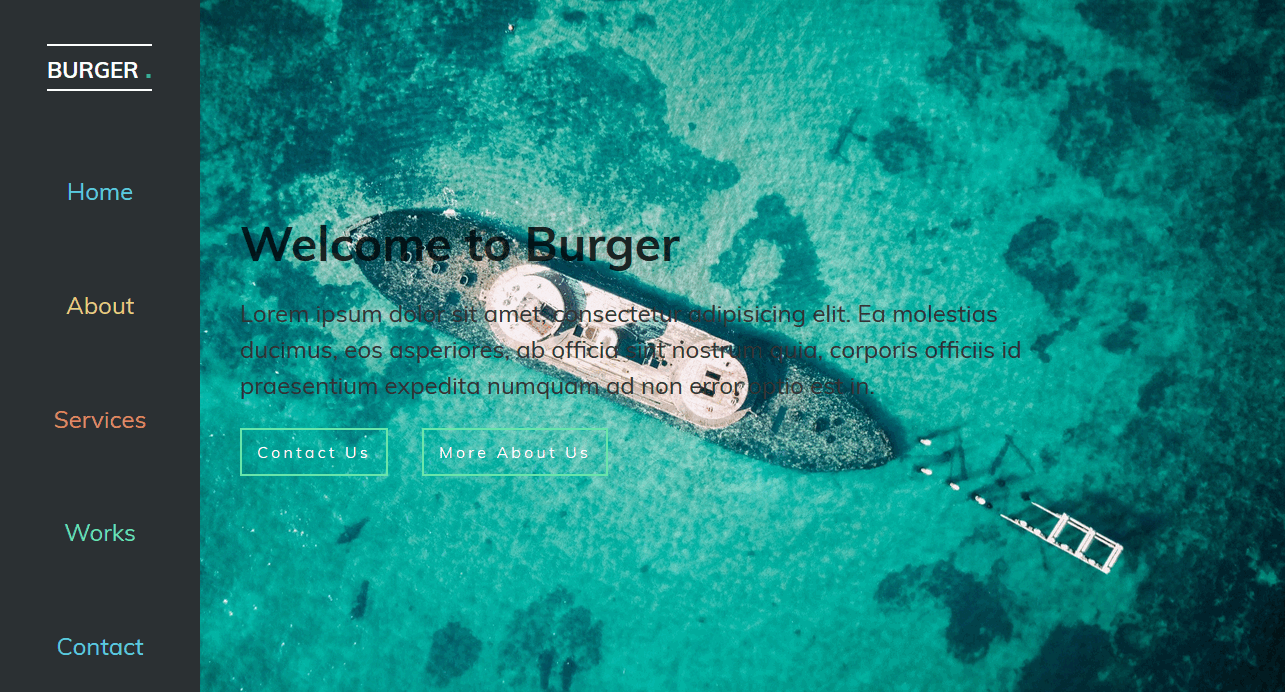 BURGER .
Home
About
Services
Works
Contact
Welcome to Burger
Lorem ipsum dolor sit amet, consectetur adipisicing elit. Ea molestias
ducimus, eos asperiores, ab officia sint nostrum quia, corporis officiis id
praesentium expedita numquam ad non error optio est in.
Contact Us
More About Us